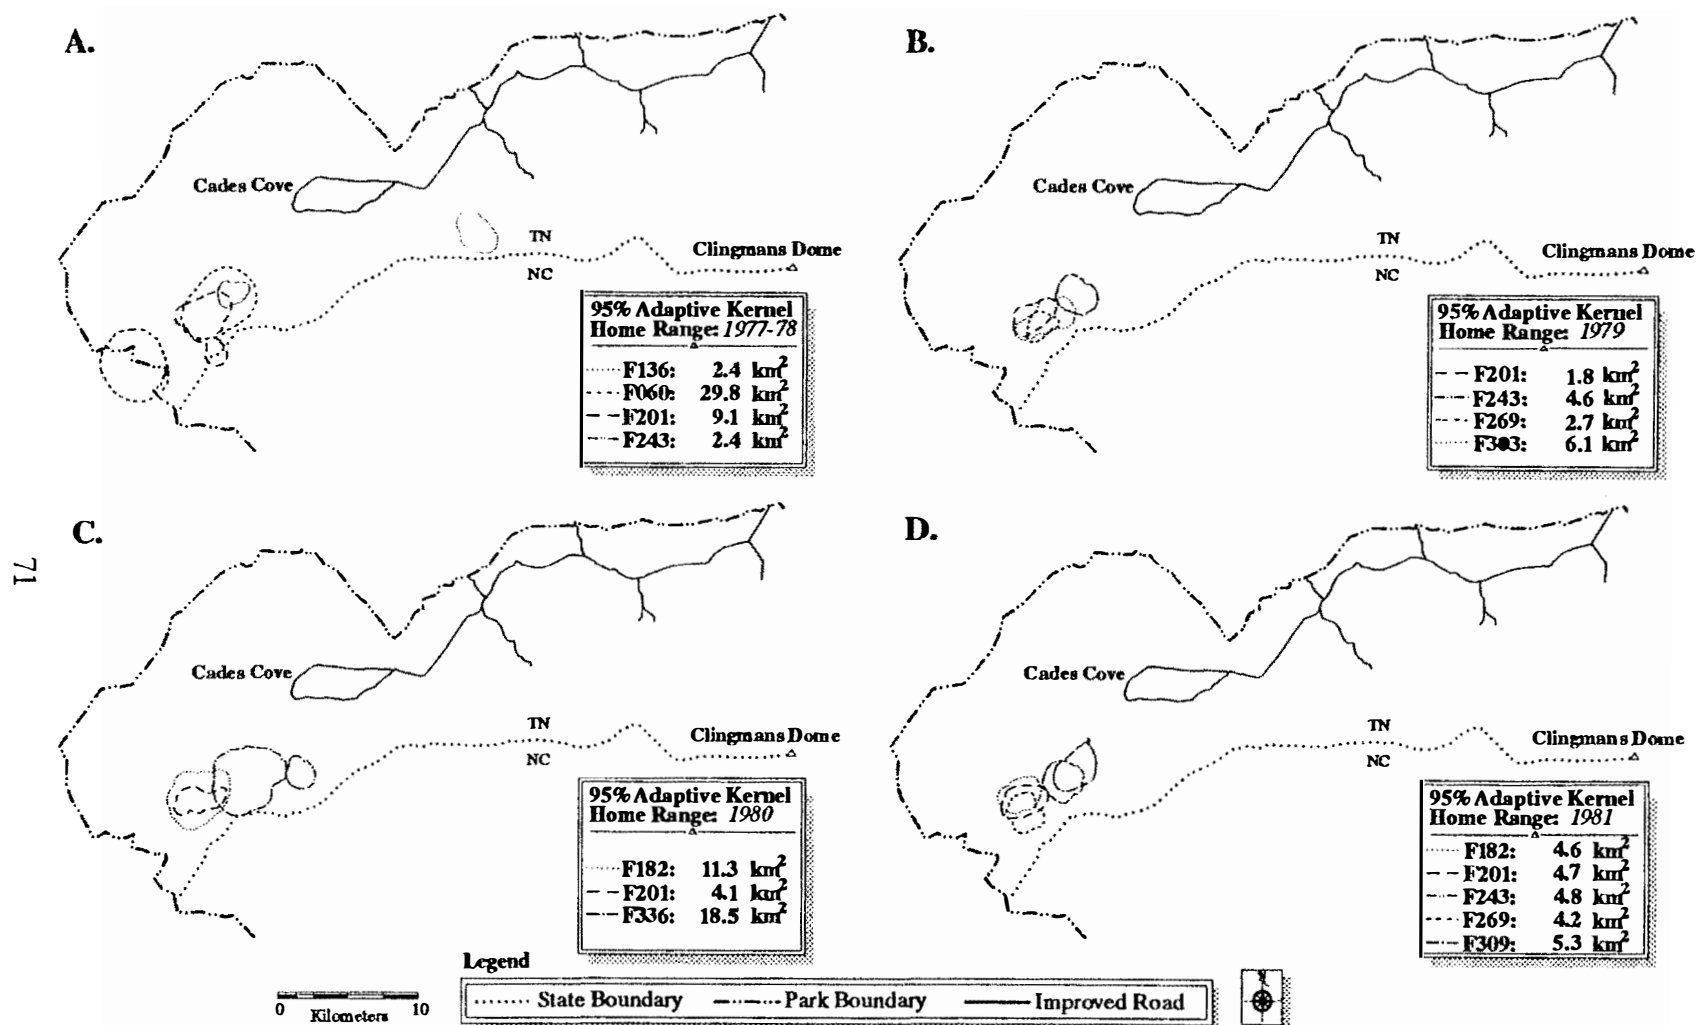 A.
Cades Cove
TN
NC
Clingmans Dome
95% Adaptive Kernel
Home Range: 1977-78
F136: 2.4 km²
F060: 29.8 km²
F201: 9.1 km²
F243: 2.4 km²
B.
Cades Cove
TN
NC
Clingmans Dome
95% Adaptive Kernel
Home Range: 1979
F201: 1.8 km²
F243: 4.6 km²
F269: 2.7 km²
F303: 6.1 km²
71
C.
Cades Cove
TN
NC
Clingmans Dome
95% Adaptive Kernel
Home Range: 1980
F182: 11.3 km²
F201: 4.1 km²
F336: 18.5 km²
D.
Cades Cove
TN
NC
Clingmans Dome
95% Adaptive Kernel
Home Range: 1981
F182: 4.6 km²
F201: 4.7 km²
F243: 4.8 km²
F269: 4.2 km²
F309: 5.3 km²
Legend
State Boundary Park Boundary Improved Road
0 10
Kilometers
N